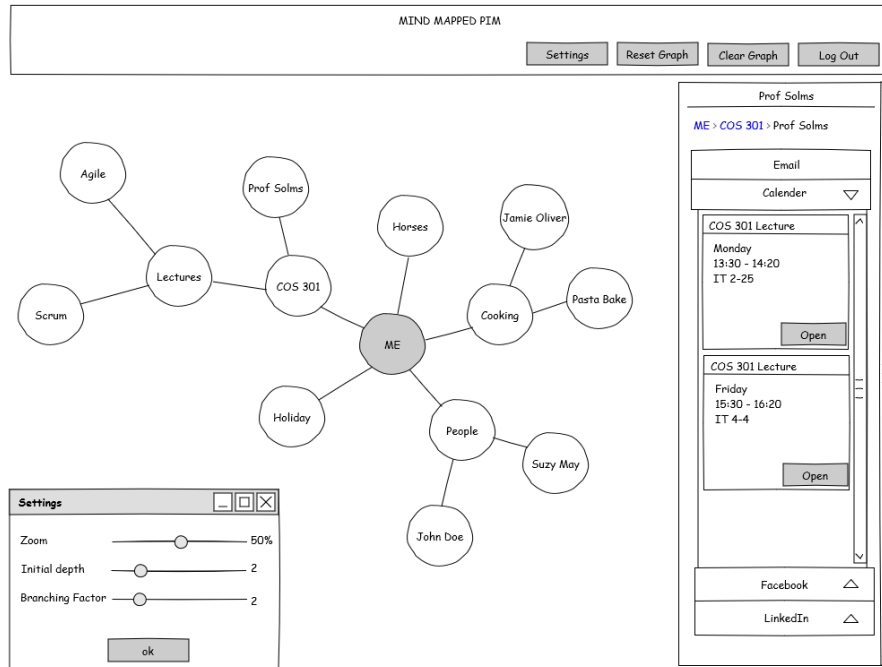 MIND MAPPED PIM
Settings
Reset Graph
Clear Graph
Log Out
Agile
Prof Solms
Horses
Jamie Oliver
Lectures
COS 301
Scrum
Cooking
Pasta Bake
ME
Holiday
People
Suzy May
John Doe
Settings
Zoom 50%
Initial depth 2
Branching Factor 2
ok
Prof Solms
ME > COS 301 > Prof Solms
Email
Calender
COS 301 Lecture
Monday
13:30 - 14:20
IT 2-25
Open
COS 301 Lecture
Friday
15:30 - 16:20
IT 4-4
Open
Facebook
LinkedIn